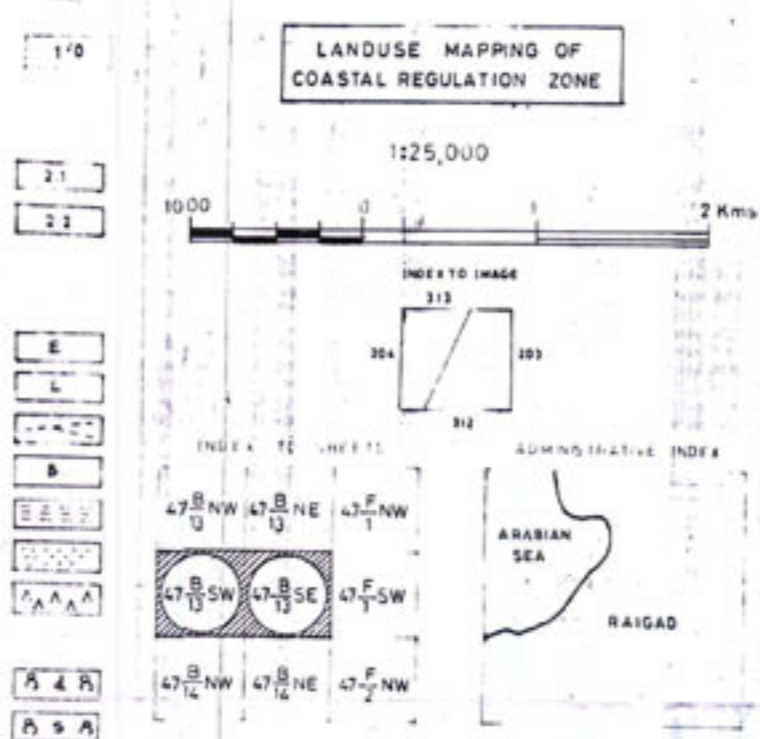 LANDUSE MAPPING OF
COASTAL REGULATION ZONE
1:25,000
1000 0 1 2 Kms
INDEX TO IMAGE
313
304 303
312
INDEX TO SHEETS
ADMINISTRATIVE INDEX
47 B/13 NW 47 B/13 NE 47 F/1 NW
47 B/13 SW 47 B/13 SE 47 F/1 SW
47 B/14 NW 47 B/14 NE 47 F/2 NW
ARABIAN
SEA
RAIGAD
2.1
2.2
E
L
B